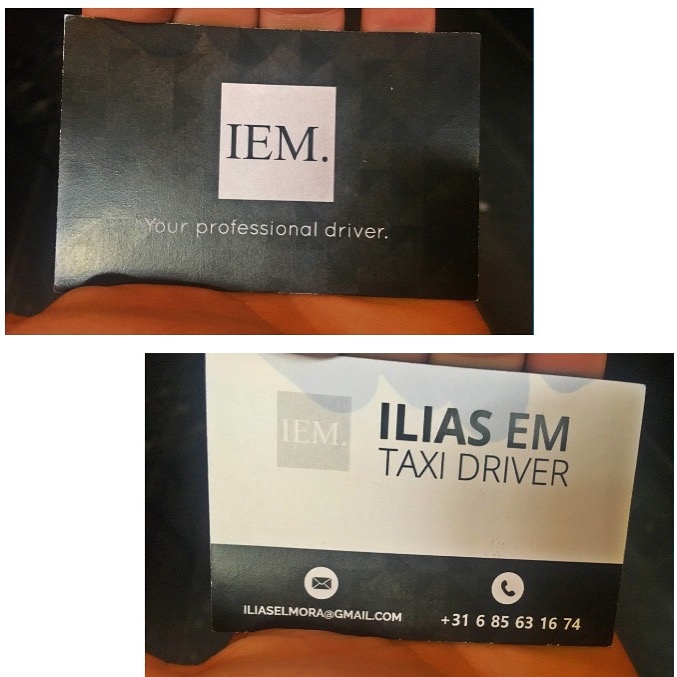 IEM.
Your professional driver.
IEM.
ILIAS EM
TAXI DRIVER
ILIASELMORA@GMAIL.COM
+31 6 85 63 16 74